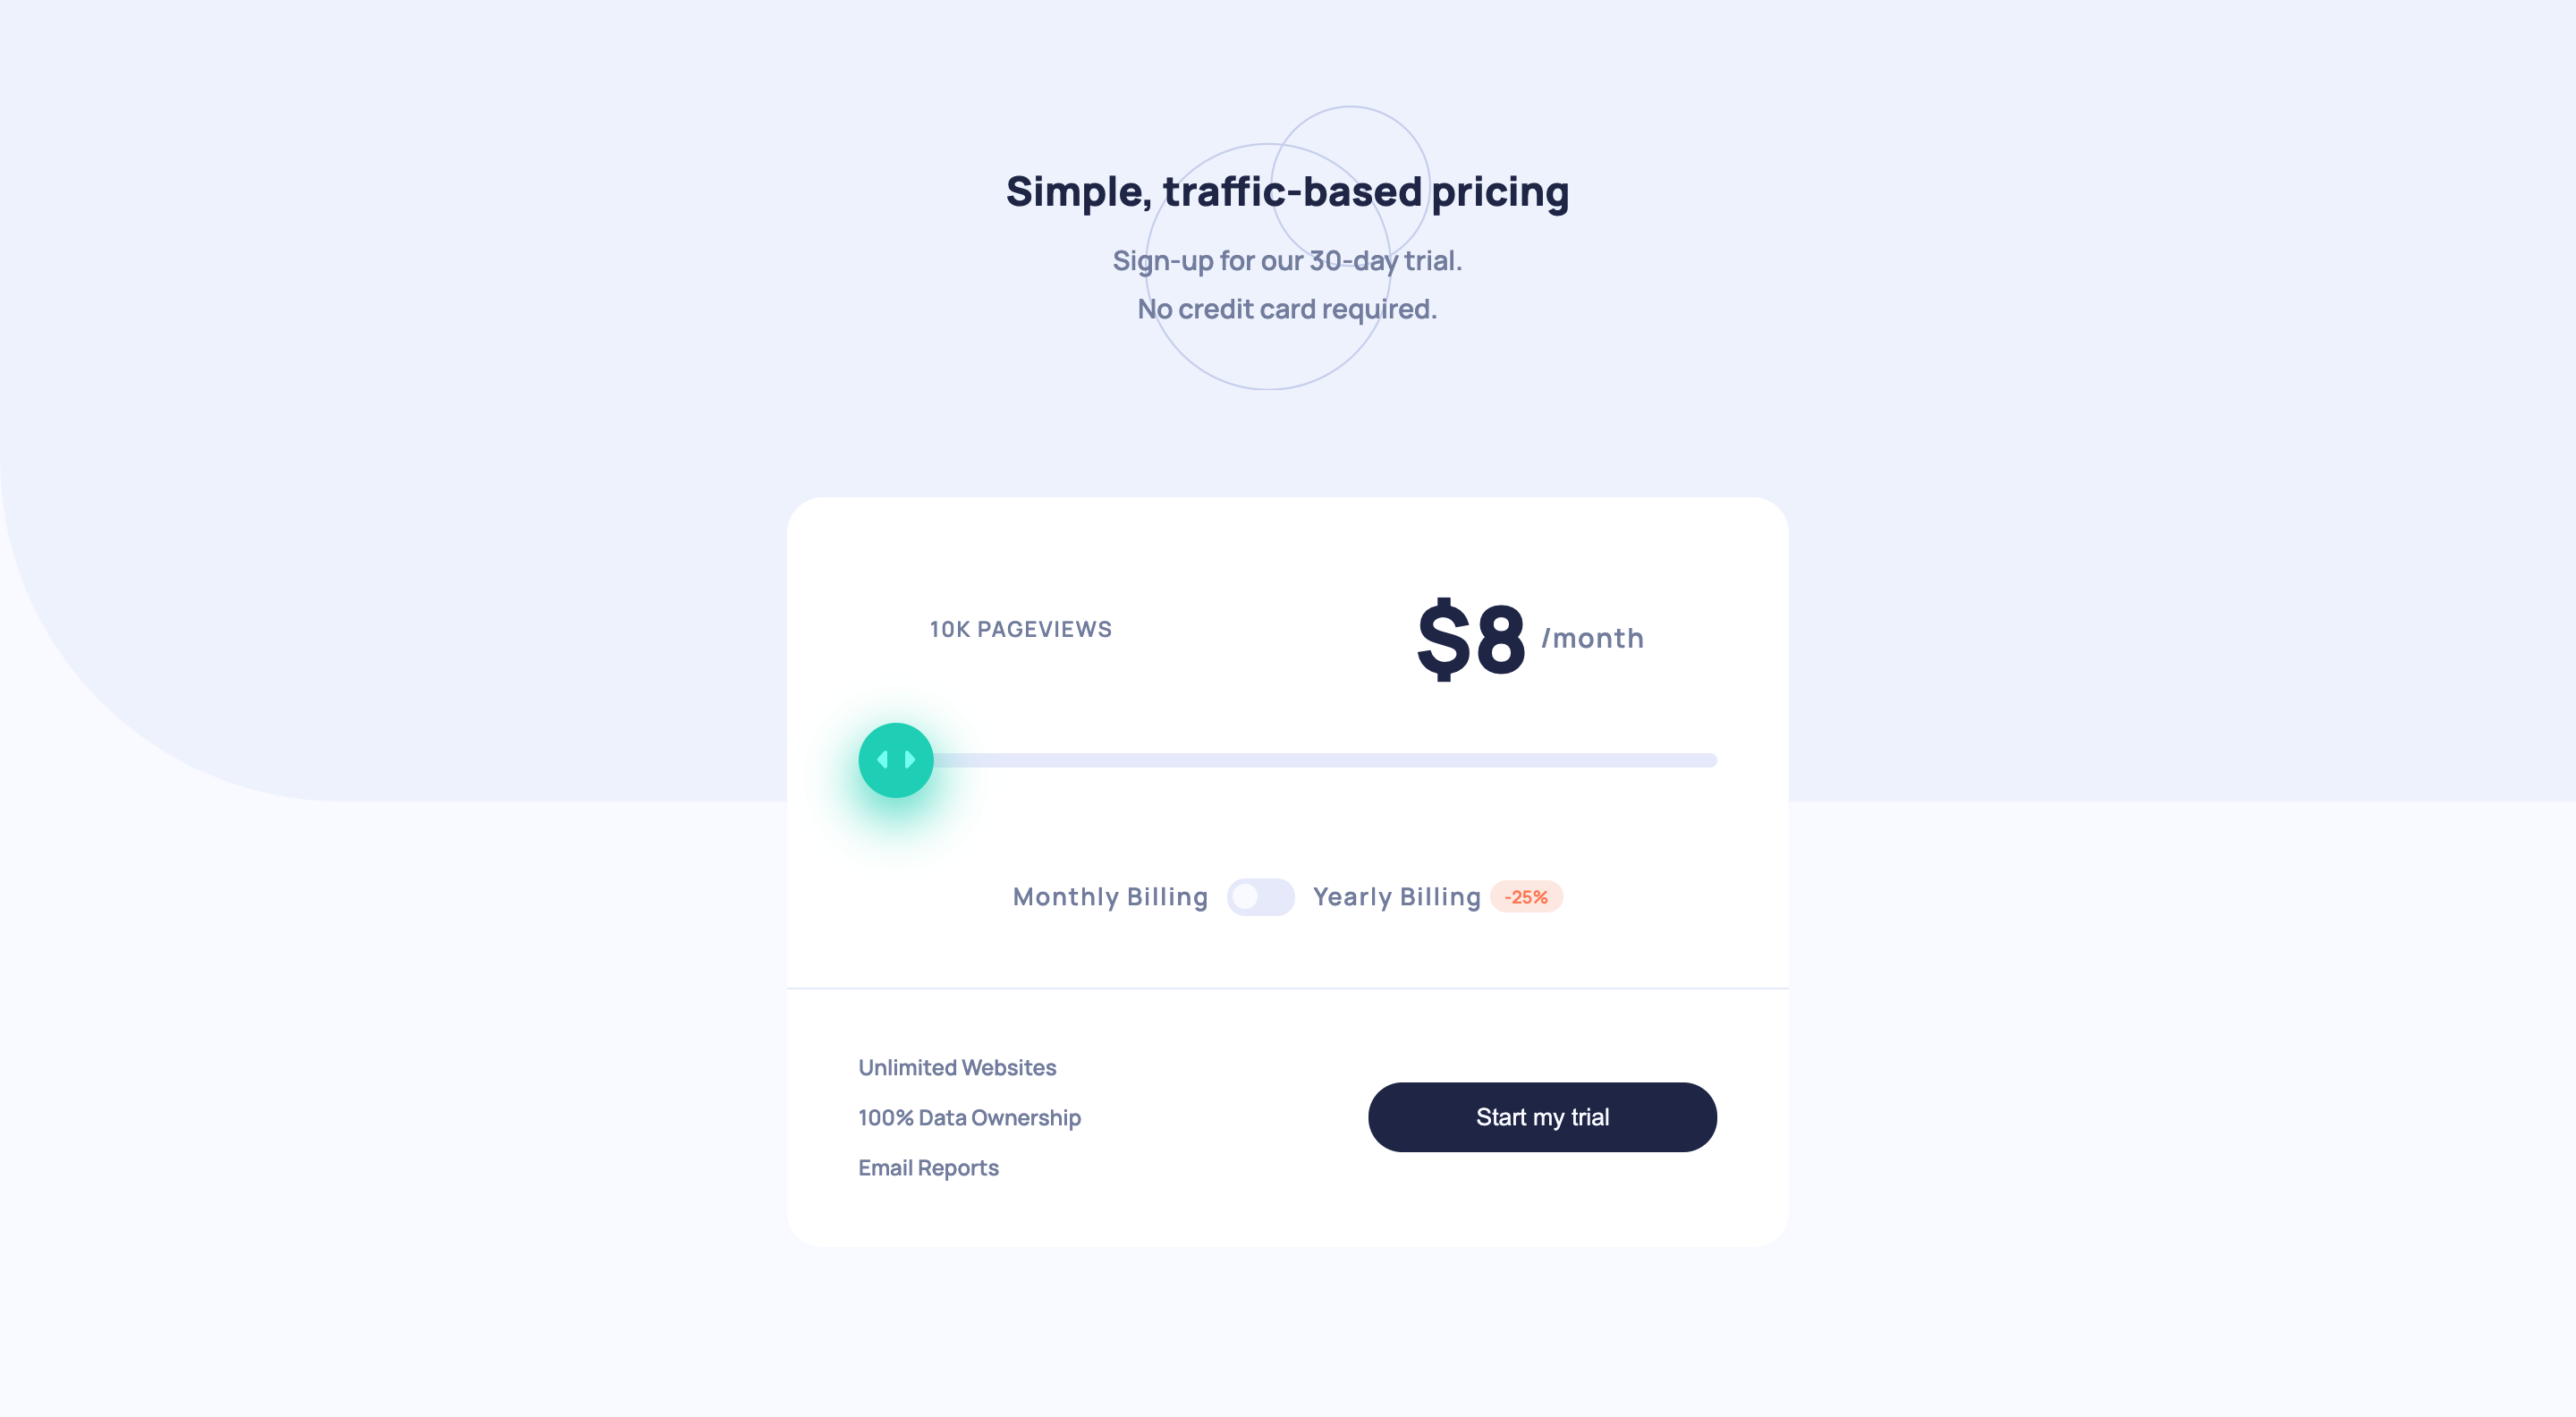 Simple, traffic-based pricing
Sign-up for our 30-day trial.
No credit card required.
10K PAGEVIEWS
$8 /month
Monthly Billing Yearly Billing -25%
Unlimited Websites
100% Data Ownership
Email Reports
Start my trial